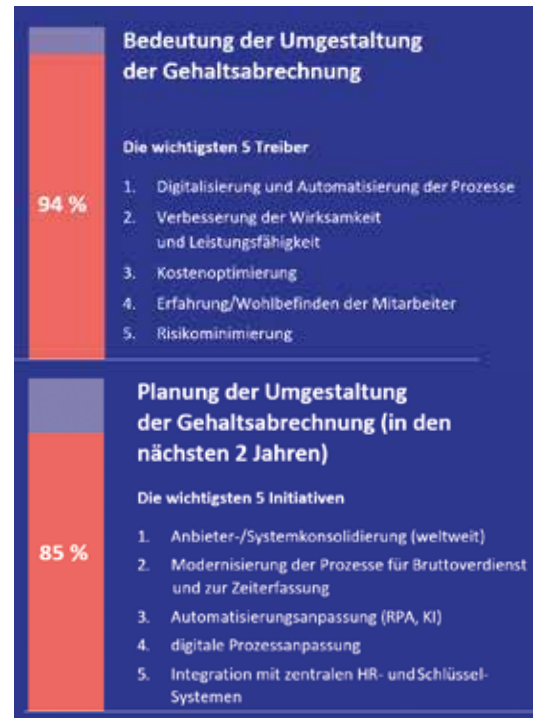 Bedeutung der Umgestaltung
der Gehaltsabrechnung
Die wichtigsten 5 Treiber
94 %
1. Digitalisierung und Automatisierung der Prozesse
2. Verbesserung der Wirksamkeit
und Leistungsfähigkeit
3. Kostenoptimierung
4. Erfahrung/Wohlbefinden der Mitarbeiter
5. Risikominimierung
Planung der Umgestaltung
der Gehaltsabrechnung (in den
nächsten 2 Jahren)
Die wichtigsten 5 Initiativen
85 %
1. Anbieter-/Systemkonsolidierung (weltweit)
2. Modernisierung der Prozesse für Bruttoverdienst
und zur Zeiterfassung
3. Automatisierungsanpassung (RPA, KI)
4. digitale Prozessanpassung
5. Integration mit zentralen HR- und Schlüssel-
Systemen